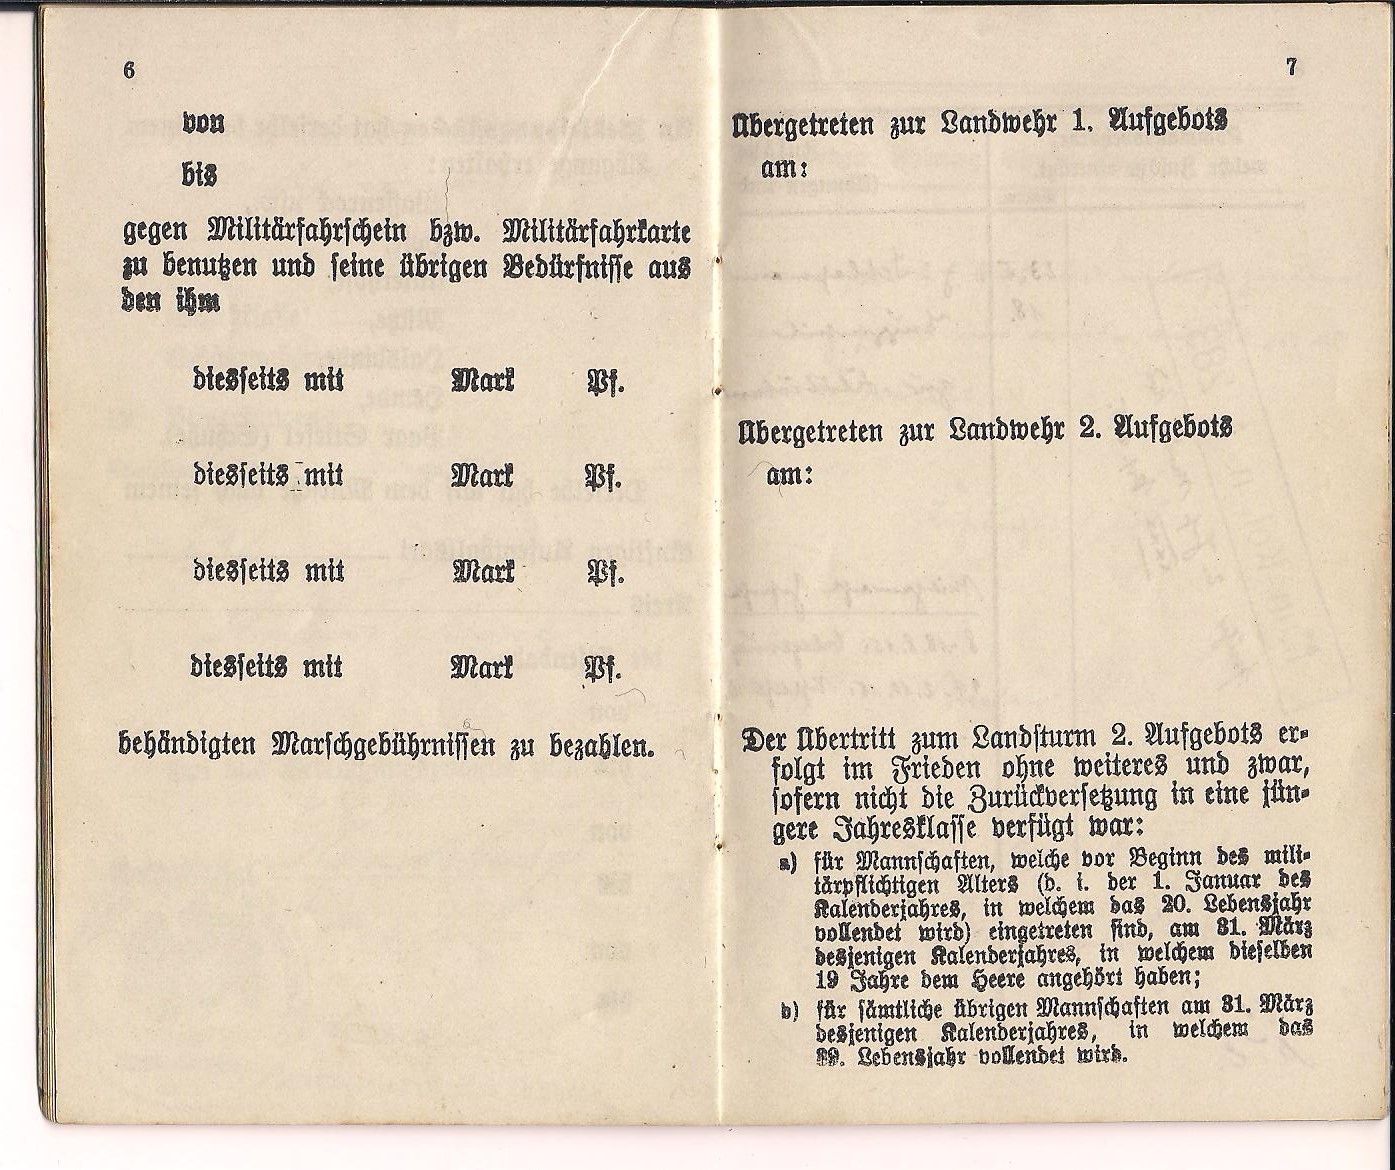 6
von
bis
gegen Militärfahrschein bzw. Militärfahrkarte
zu benutzen und seine übrigen Bedürfnisse aus
den ihm
diesseits mit Mark Pf.
diesseits mit Mark Pf.
diesseits mit Mark Pf.
diesseits mit Mark Pf.
behändigten Marschgebührnissen zu bezahlen.
7
Übergetreten zur Landwehr 1. Aufgebots
am:
Übergetreten zur Landwehr 2. Aufgebots
am:
Der Übertritt zum Landsturm 2. Aufgebots er-
folgt im Frieden ohne weiteres und zwar,
sofern nicht die Zurückversetzung in eine jün-
gere Jahresklasse verfügt war:
a) für Mannschaften, welche vor Beginn des mili-
tärpflichtigen Alters (d. i. der 1. Januar des
Kalenderjahres, in welchem das 20. Lebensjahr
vollendet wird) eingetreten sind, am 31. März
desjenigen Kalenderjahres, in welchem dieselben
19 Jahre dem Heere angehört haben;
b) für sämtliche übrigen Mannschaften am 31. März
desjenigen Kalenderjahres, in welchem das
39. Lebensjahr vollendet wird.